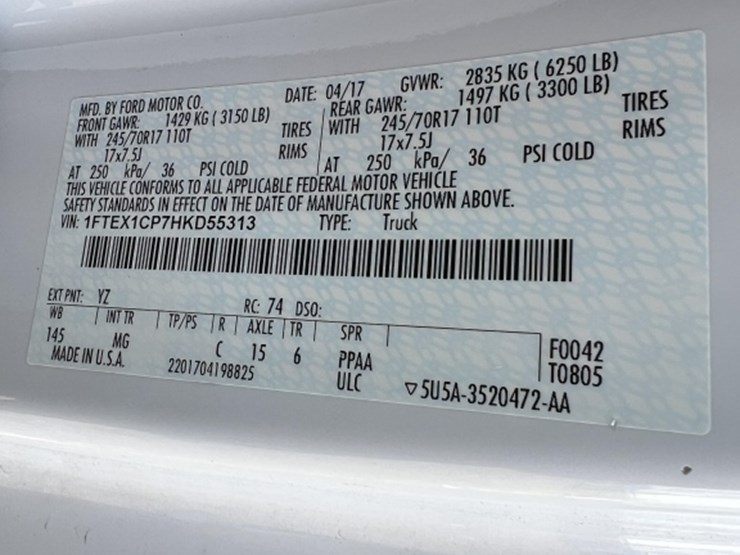 MFD. BY FORD MOTOR CO. DATE: 04/17 GVWR: 2835 KG ( 6250 LB)
FRONT GAWR: 1429 KG ( 3150 LB) REAR GAWR: 1497 KG ( 3300 LB)
WITH 245/70R17 110T TIRES WITH 245/70R17 110T TIRES
17x7.5J RIMS 17x7.5J RIMS
AT 250 kPa/ 36 PSI COLD AT 250 kPa/ 36 PSI COLD
THIS VEHICLE CONFORMS TO ALL APPLICABLE FEDERAL MOTOR VEHICLE
SAFETY STANDARDS IN EFFECT ON THE DATE OF MANUFACTURE SHOWN ABOVE.
VIN: 1FTEX1CP7HKD55313 TYPE: Truck
EXT PNT: YZ RC: 74 DSO:
WB INT TR TP/PS R AXLE TR SPR
145 MG C 15 6 PPAA F0042
MADE IN U.S.A. 2201704198825 ULC T0805
▽5U5A-3520472-AA